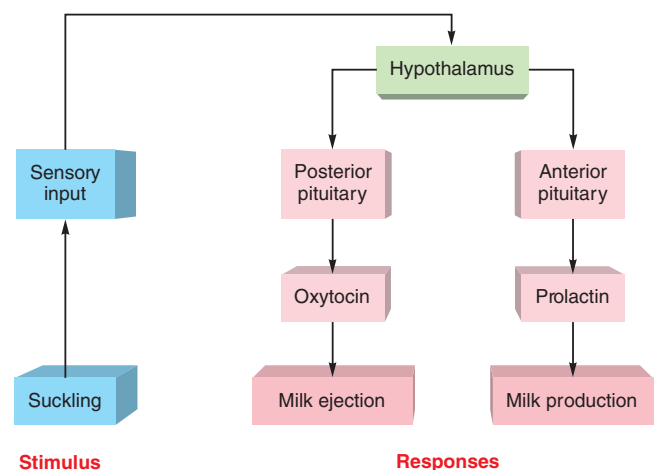 Hypothalamus
Sensory
input
Posterior
pituitary
Anterior
pituitary
Oxytocin
Prolactin
Suckling
Milk ejection
Milk production
Stimulus
Responses